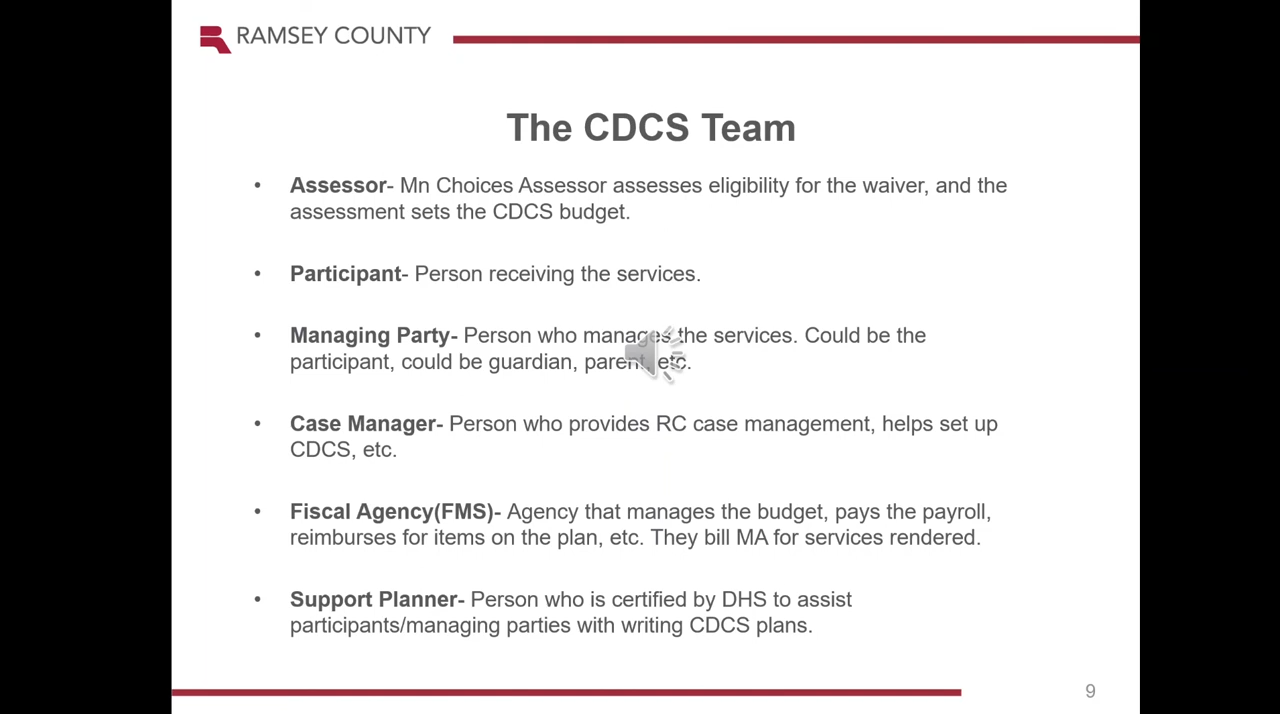 RAMSEY COUNTY
The CDCS Team
• Assessor- Mn Choices Assessor assesses eligibility for the waiver, and the
assessment sets the CDCS budget.
• Participant- Person receiving the services.
• Managing Party- Person who manages the services. Could be the
participant, could be guardian, parent, etc.
• Case Manager- Person who provides RC case management, helps set up
CDCS, etc.
• Fiscal Agency(FMS)- Agency that manages the budget, pays the payroll,
reimburses for items on the plan, etc. They bill MA for services rendered.
• Support Planner- Person who is certified by DHS to assist
participants/managing parties with writing CDCS plans.
9